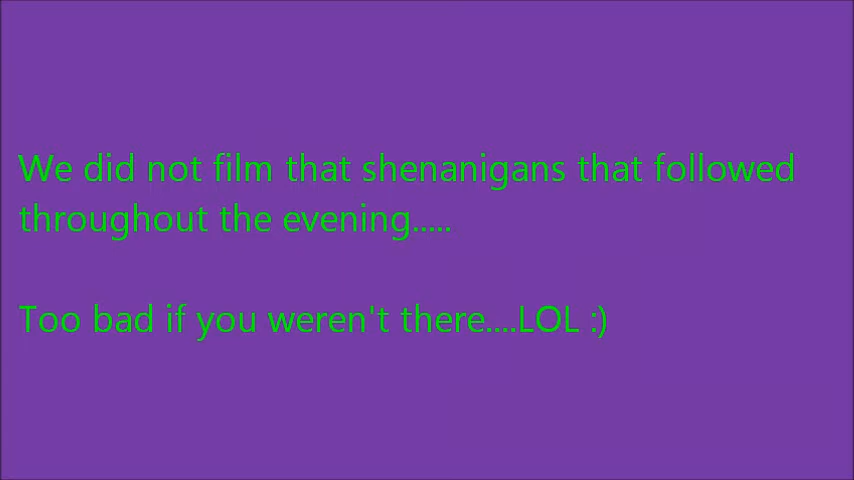 We did not film that shenanigans that followed
throughout the evening.....
Too bad if you weren't there....LOL :)